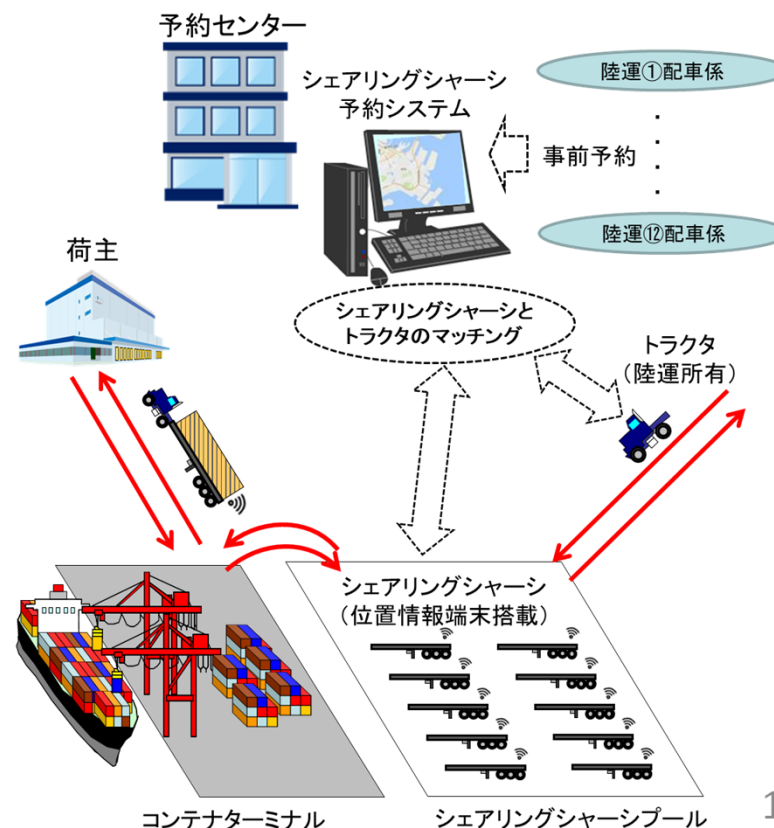 予約センター
シェアリングシャーシ
予約システム
陸運①配車係
事前予約
陸運⑫配車係
荷主
シェアリングシャーシと
トラクタのマッチング
トラクタ
（陸運所有）
シェアリングシャーシ
（位置情報端末搭載）
コンテナターミナル
シェアリングシャーシプール
1